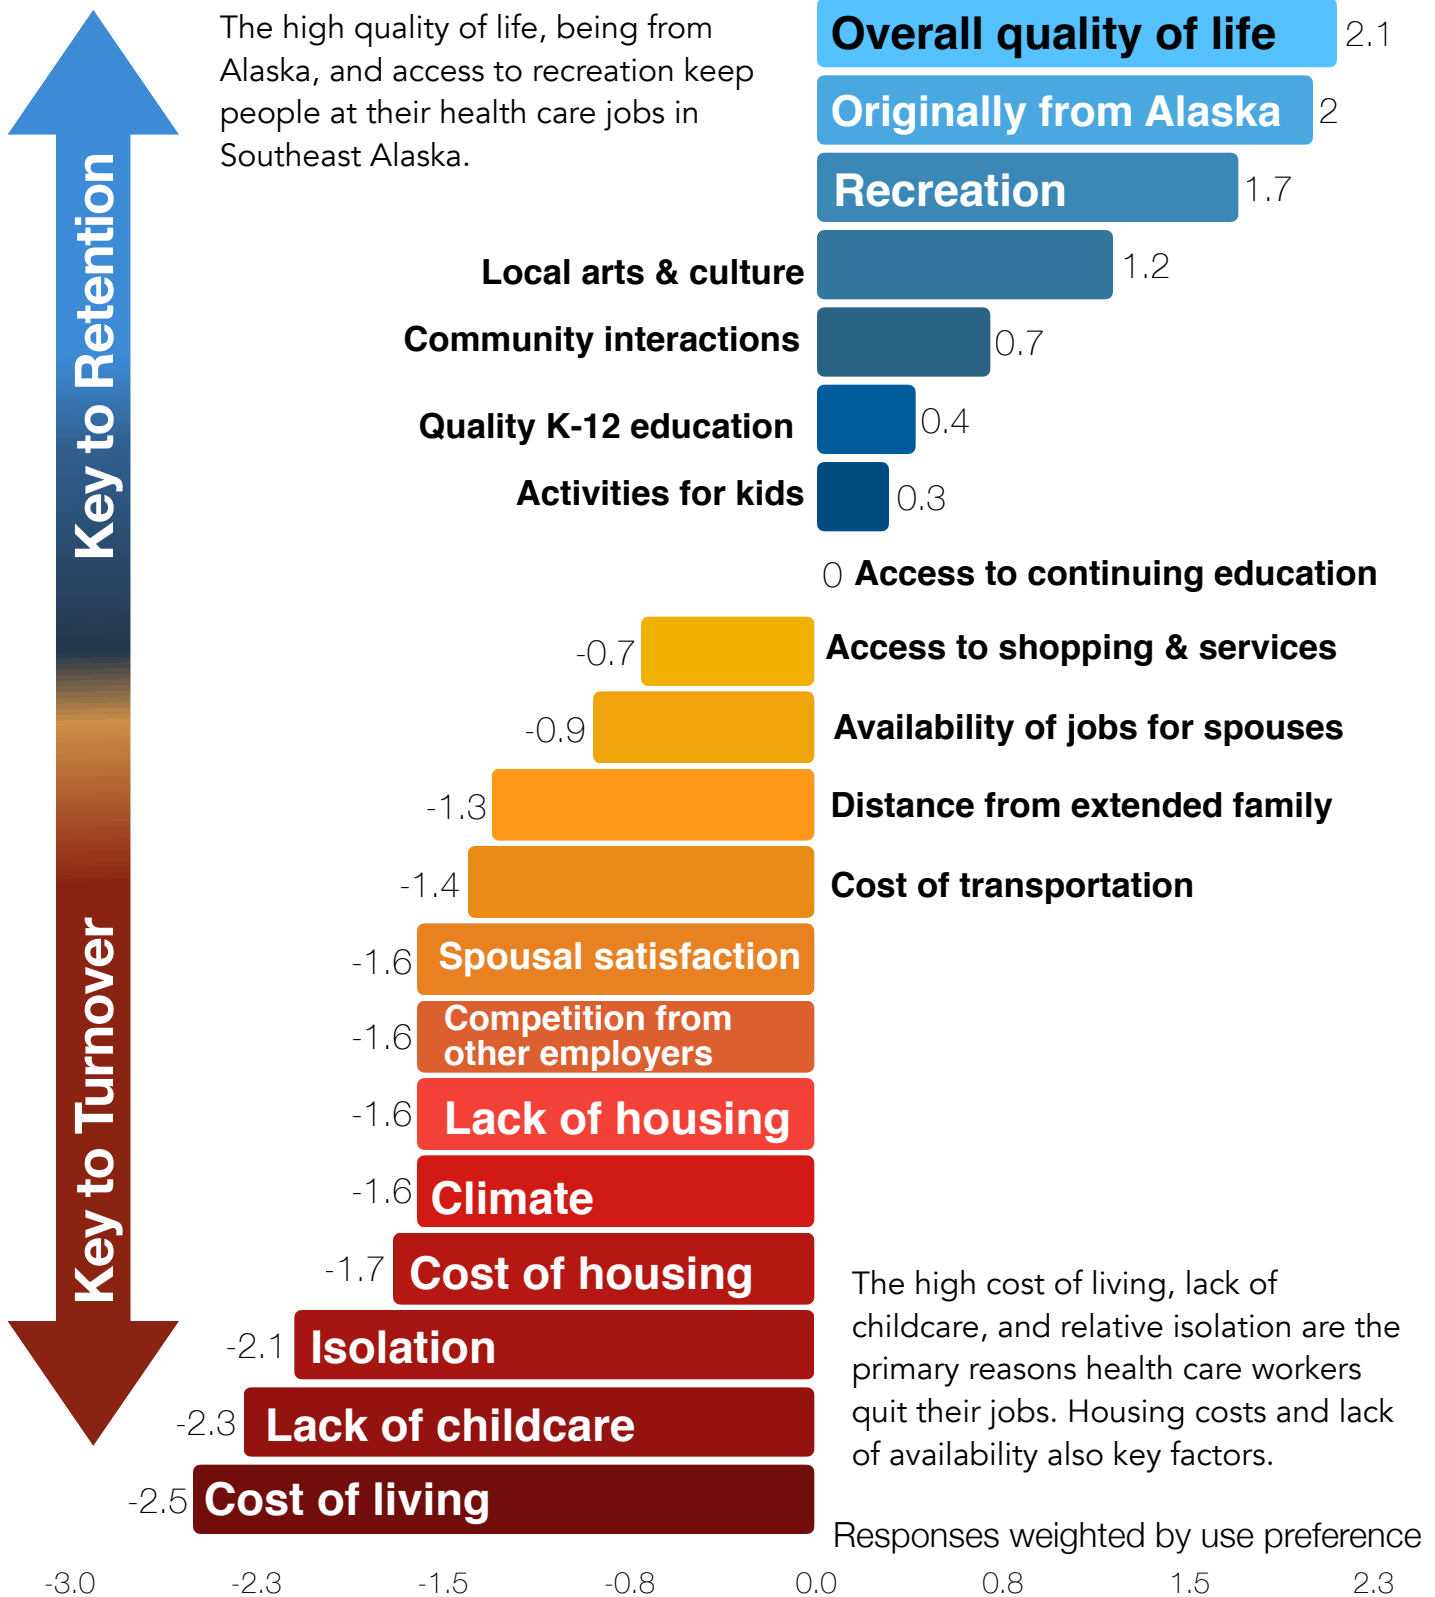 The high quality of life, being from
Alaska, and access to recreation keep
people at their health care jobs in
Southeast Alaska.
Key to Retention
Key to Turnover
Overall quality of life 2.1
Originally from Alaska 2
Recreation 1.7
Local arts & culture 1.2
Community interactions 0.7
Quality K-12 education 0.4
Activities for kids 0.3
0 Access to continuing education
-0.7 Access to shopping & services
-0.9 Availability of jobs for spouses
-1.3 Distance from extended family
-1.4 Cost of transportation
-1.6 Spousal satisfaction
-1.6 Competition from
other employers
-1.6 Lack of housing
-1.6 Climate
-1.7 Cost of housing
-2.1 Isolation
-2.3 Lack of childcare
-2.5 Cost of living
The high cost of living, lack of
childcare, and relative isolation are the
primary reasons health care workers
quit their jobs. Housing costs and lack
of availability also key factors.
Responses weighted by use preference
-3.0 -2.3 -1.5 -0.8 0.0 0.8 1.5 2.3